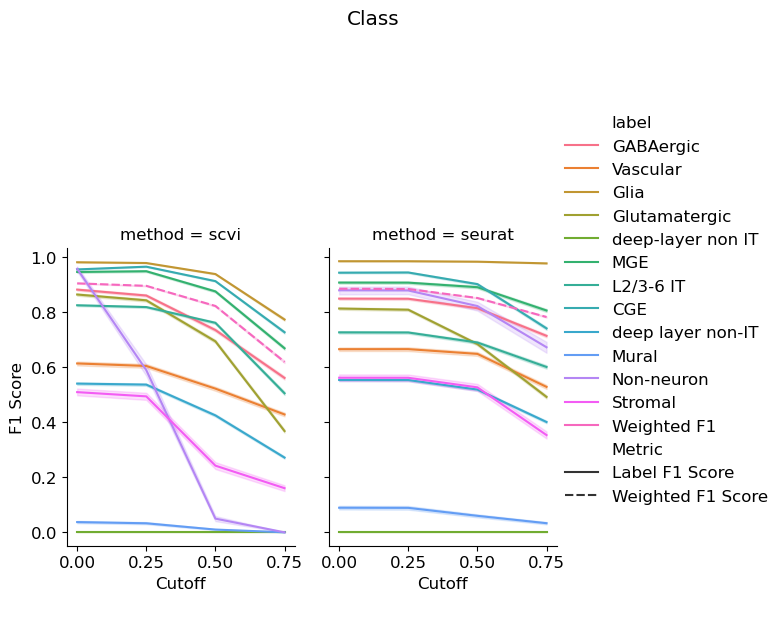 Class
method = scvi
method = seurat
F1 Score
1.0
0.8
0.6
0.4
0.2
0.0
0.00 0.25 0.50 0.75
0.00 0.25 0.50 0.75
Cutoff
Cutoff
label
GABAergic
Vascular
Glia
Glutamatergic
deep-layer non IT
MGE
L2/3-6 IT
CGE
deep layer non-IT
Mural
Non-neuron
Stromal
Weighted F1
Metric
Label F1 Score
Weighted F1 Score